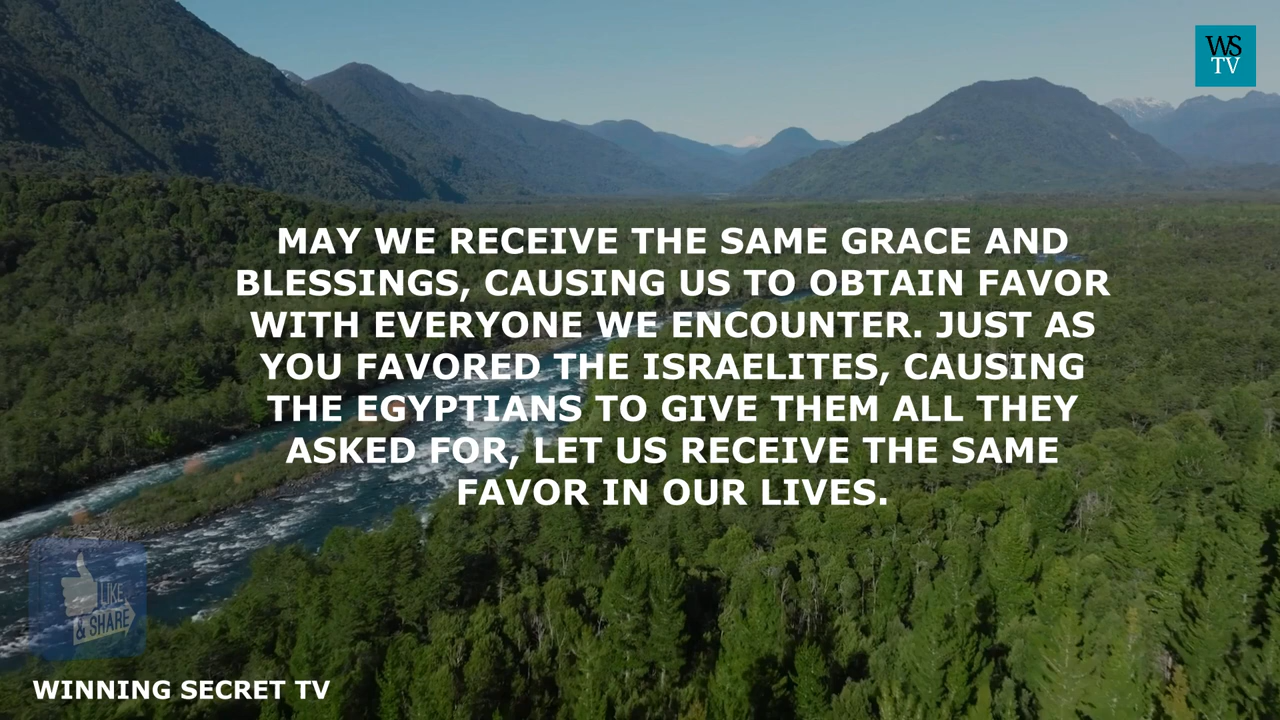 WS
TV
MAY WE RECEIVE THE SAME GRACE AND
BLESSINGS, CAUSING US TO OBTAIN FAVOR
WITH EVERYONE WE ENCOUNTER. JUST AS
YOU FAVORED THE ISRAELITES, CAUSING
THE EGYPTIANS TO GIVE THEM ALL THEY
ASKED FOR, LET US RECEIVE THE SAME
FAVOR IN OUR LIVES.
LIKE
& SHARE
WINNING SECRET TV